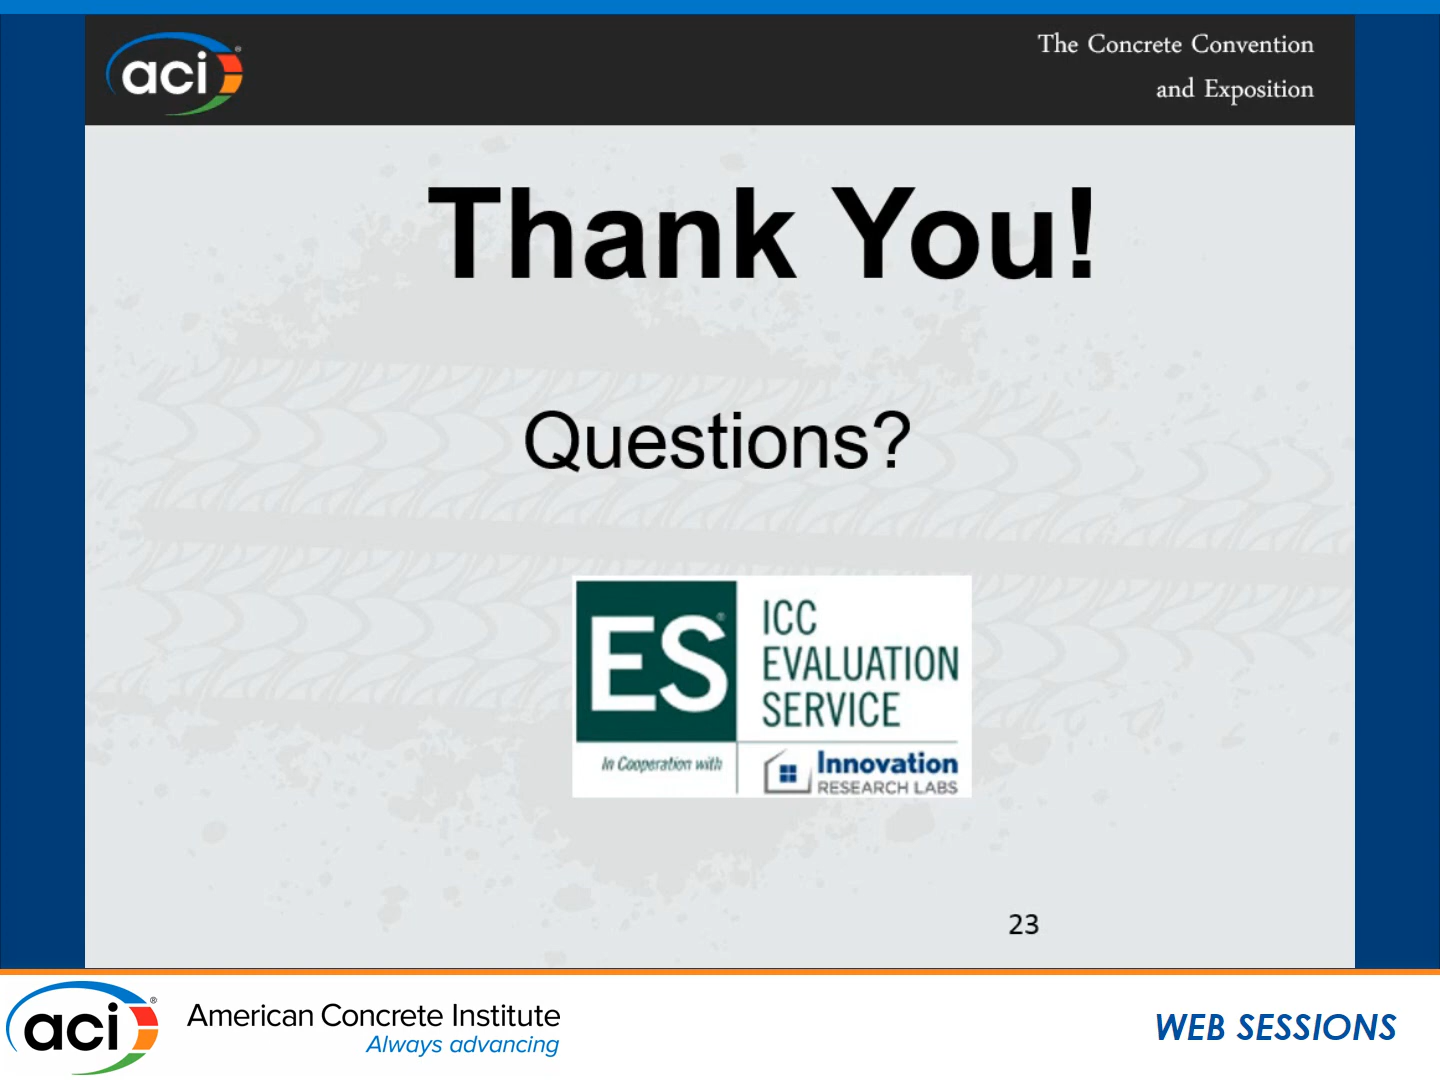 aci®
The Concrete Convention
and Exposition
Thank You!
Questions?
ES®
ICC
EVALUATION
SERVICE
In Cooperation with
Innovation
RESEARCH LABS
23
aci®
American Concrete Institute
Always advancing
WEB SESSIONS